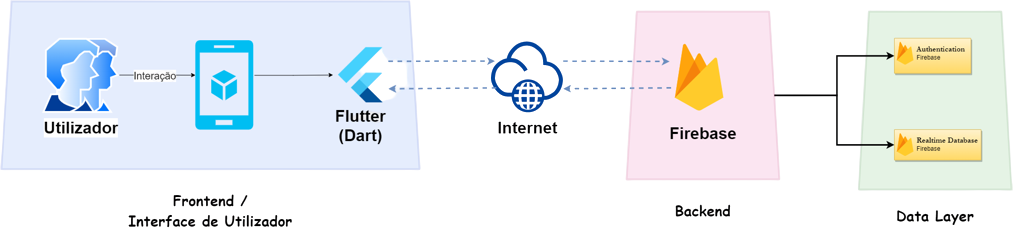 Utilizador
Interação
Flutter
(Dart)
Internet
Firebase
Authentication
Firebase
Realtime Database
Firebase
Frontend /
Interface de Utilizador
Backend
Data Layer